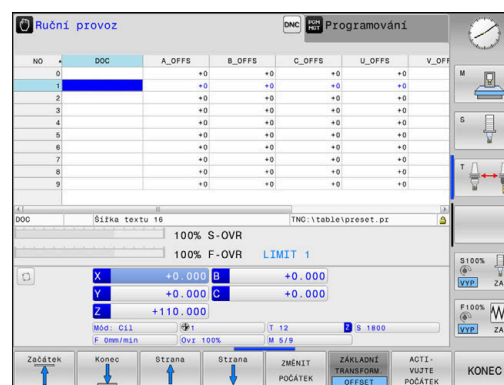 Ruční provoz DNC PGM MGT Programování
NO DOC A_OFFS B_OFFS C_OFFS U_OFFS V_OFF
0 +0 +0 +0 +0
1 +0 +0 +0 +0
2 +0 +0 +0 +0
3 +0 +0 +0 +0
4 +0 +0 +0 +0
5 +0 +0 +0 +0
6 +0 +0 +0 +0
7 +0 +0 +0 +0
8 +0 +0 +0 +0
9 +0 +0 +0 +0
M
S
T
DOC Šířka textu 16 TNC:\table\preset.pr
100% S-OVR
100% F-OVR LIMIT 1
S100%
VYP ZA
F100%
VYP ZA
X +0.000 B +0.000
Y +0.000 C +0.000
Z +110.000
Mód: Cíl 1 T 12 Z S 1800
F 0mm/min Ovr 100% M 5/9
Začátek Konec Strana Strana ZMĚNIT POČÁTEK ZÁKLADNÍ TRANSFORM. OFFSET ACTI- VUJTE POČÁTEK KONEC